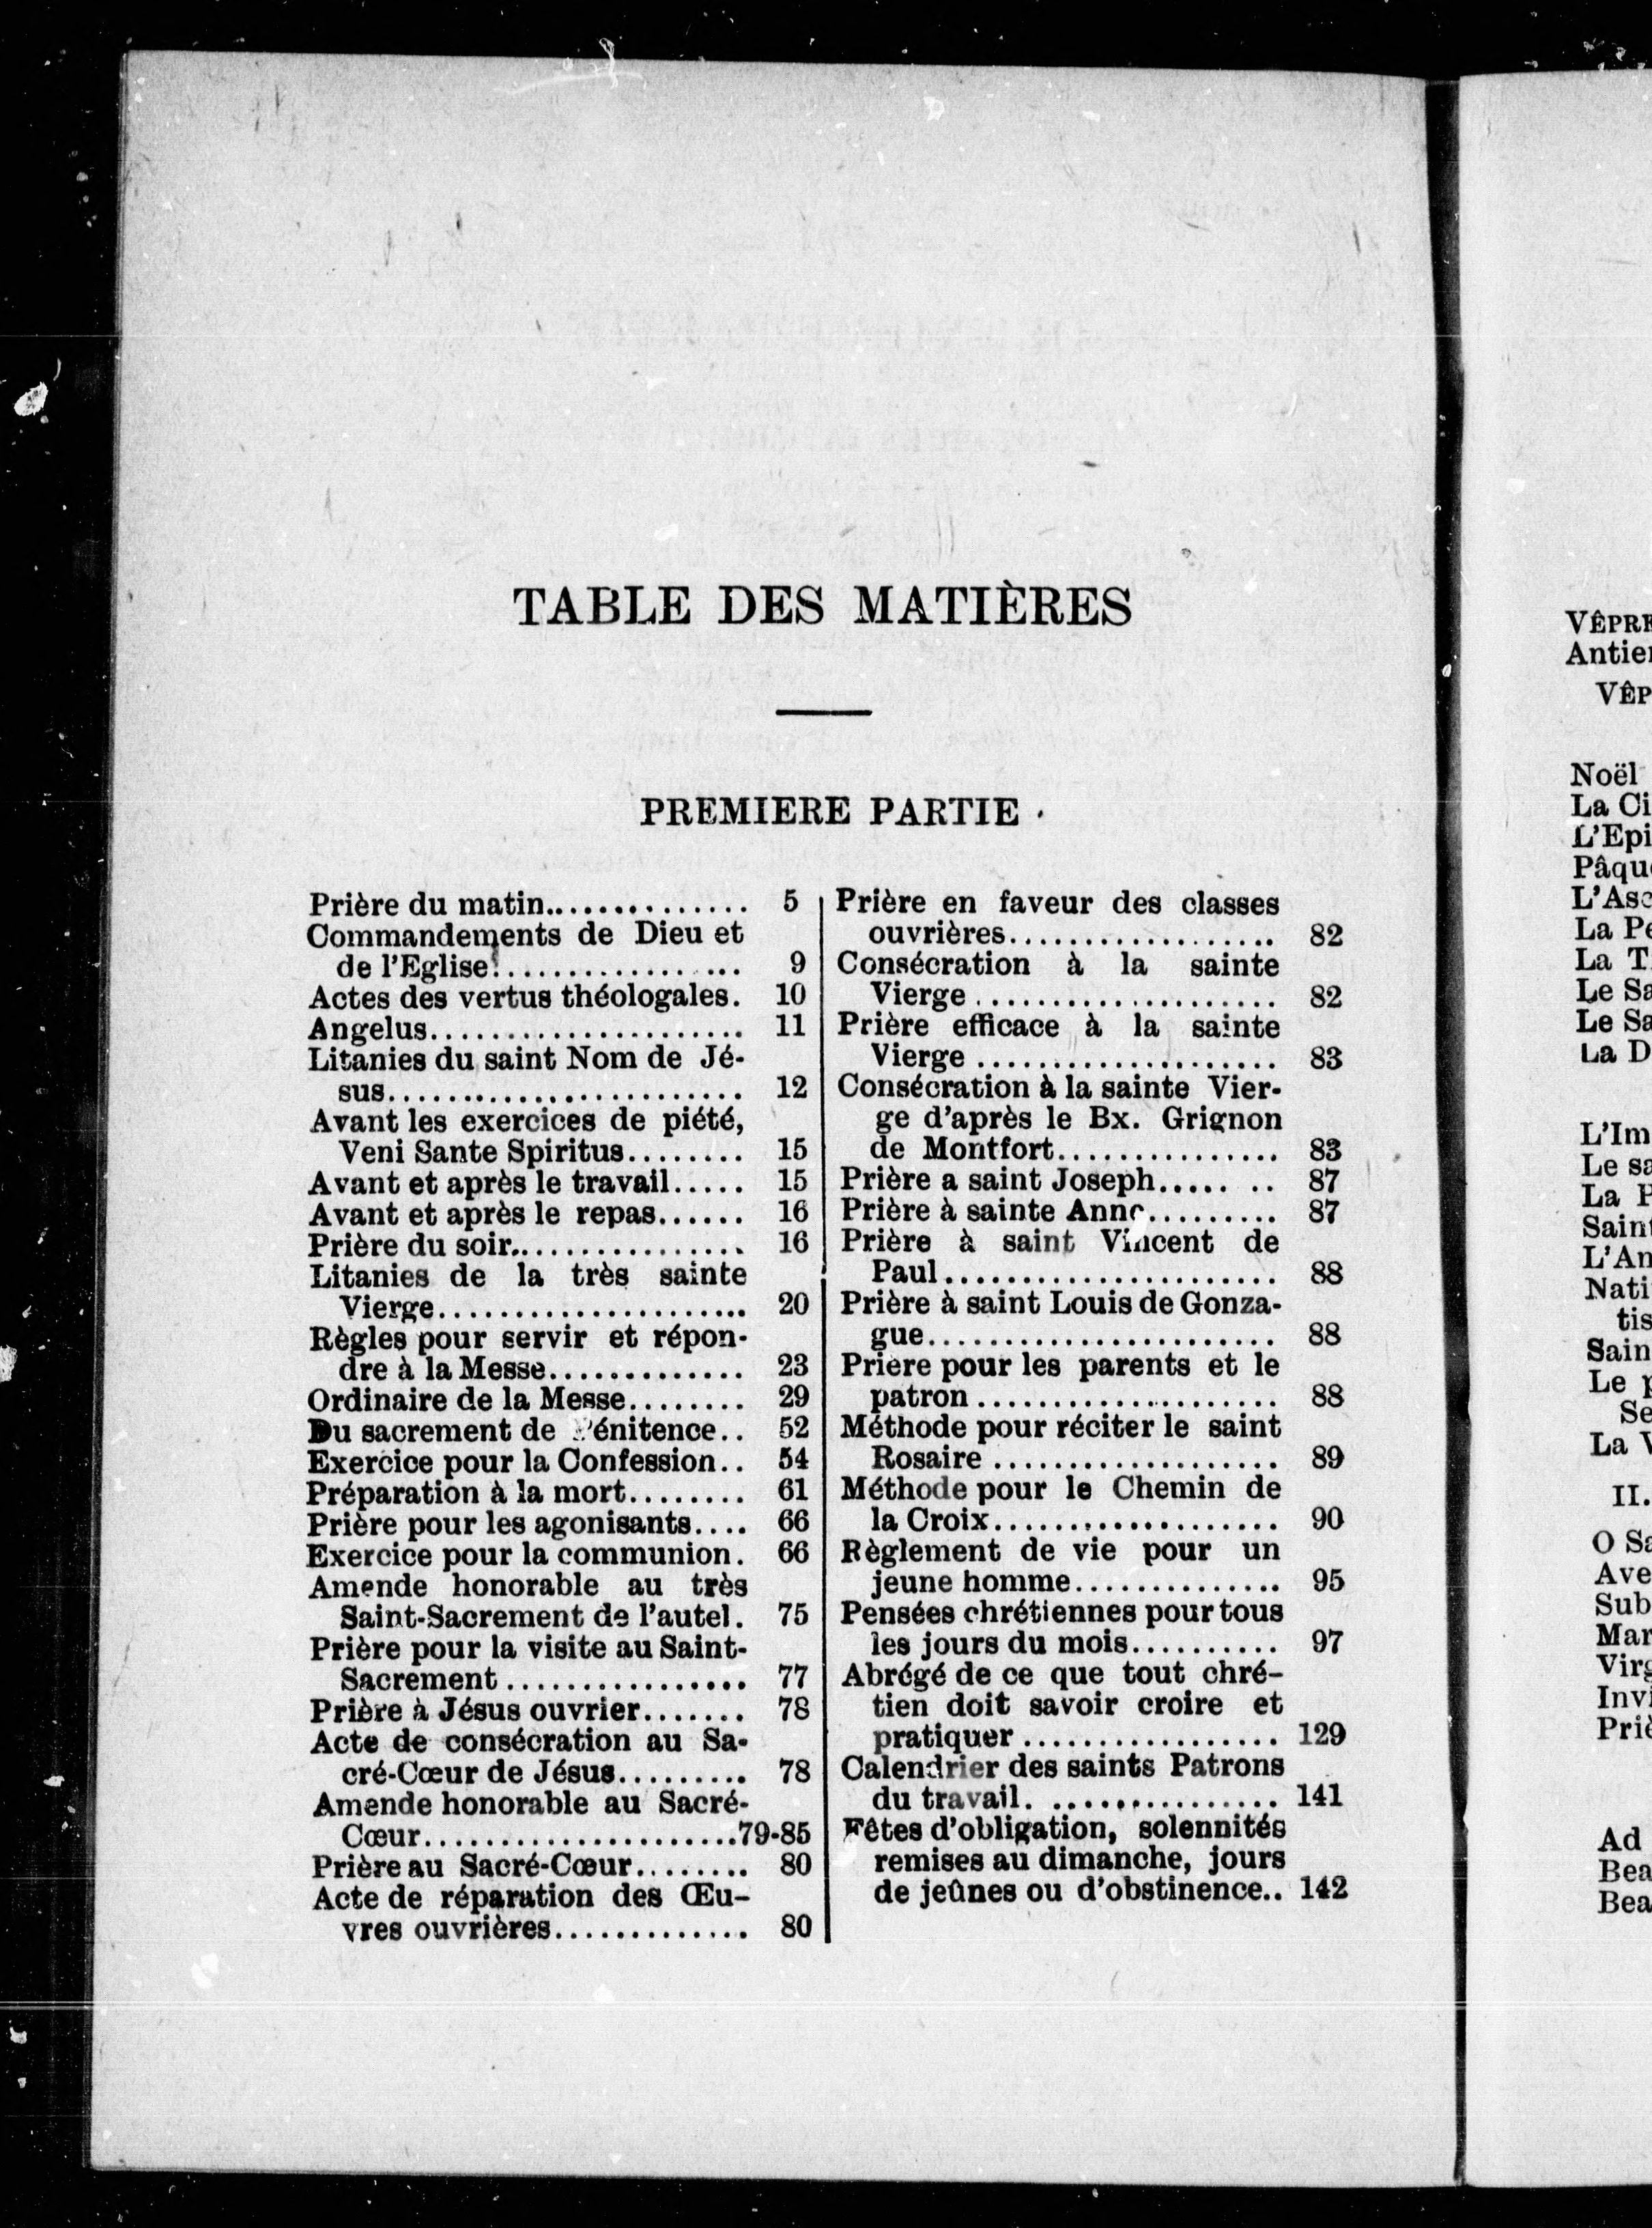 TABLE DES MATIÈRES
PREMIERE PARTIE
Prière du matin.............. 5
Commandements de Dieu et
de l'Eglise................. 9
Actes des vertus théologales. 10
Angelus..................... 11
Litanies du saint Nom de Jé-
sus........................ 12
Avant les exercices de piété,
Veni Sante Spiritus........ 15
Avant et après le travail..... 15
Avant et après le repas...... 16
Prière du soir................ 16
Litanies de la très sainte
Vierge..................... 20
Règles pour servir et répon-
dre à la Messe............. 23
Ordinaire de la Messe........ 29
Du sacrement de Pénitence.. 52
Exercice pour la Confession.. 54
Préparation à la mort........ 61
Prière pour les agonisants.... 66
Exercice pour la communion. 66
Amende honorable au très
Saint-Sacrement de l'autel. 75
Prière pour la visite au Saint-
Sacrement ................ 77
Prière à Jésus ouvrier....... 78
Acte de consécration au Sa-
cré-Cœur de Jésus......... 78
Amende honorable au Sacré-
Cœur.....................79-85
Prière au Sacré-Cœur........ 80
Acte de réparation des Œu-
vres ouvrières............. 80
Prière en faveur des classes
ouvrières.................. 82
Consécration à la sainte
Vierge .................... 82
Prière efficace à la sainte
Vierge .................... 83
Consécration à la sainte Vier-
ge d'après le Bx. Grignon
de Montfort............... 83
Prière a saint Joseph..... .. 87
Prière à sainte Anne......... 87
Prière à saint Vincent de
Paul...................... 88
Prière à saint Louis de Gonza-
gue....................... 88
Priere pour les parents et le
patron .................... 88
Méthode pour réciter le saint
Rosaire ................... 89
Méthode pour le Chemin de
la Croix................... 90
Règlement de vie pour un
jeune homme.............. 95
Pensées chrétiennes pour tous
les jours du mois.......... 97
Abrégé de ce que tout chré-
tien doit savoir croire et
pratiquer ................. 129
Calendrier des saints Patrons
du travail. ............... 141
Fêtes d'obligation, solennités
remises au dimanche, jours
de jeûnes ou d'obstinence.. 142
Noël
La
La
Le
Le
La D
Le
La
Le
La
II.
O
Ave
Ad